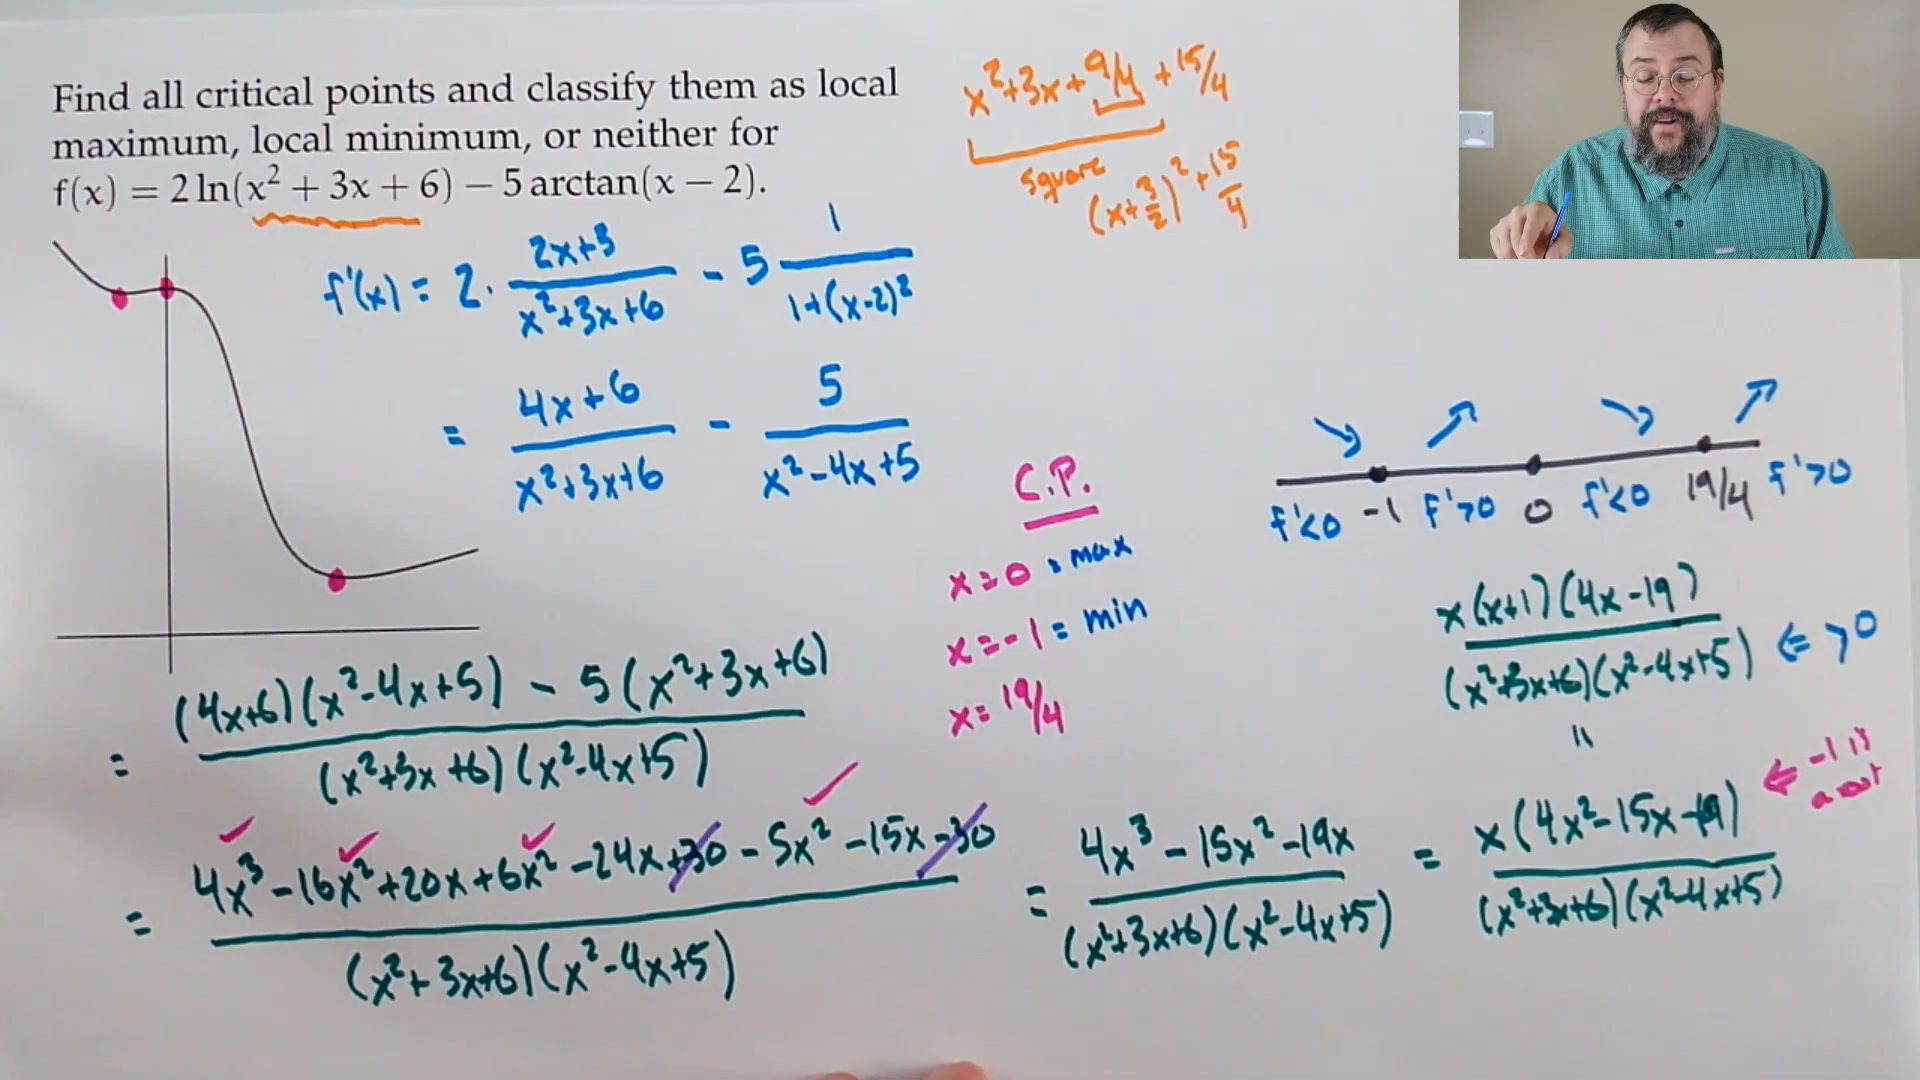 Find all critical points and classify them as local
maximum, local minimum, or neither for
f(x) = 2 ln(x² + 3x + 6) − 5 arctan(x − 2).
x²+3x+9/4 +15/4
square
(x+3/2)²+15/4
f'(x) = 2· (2x+3)/(x²+3x+6) - 5 1/(1+(x-2)²)
= (4x+6)/(x²+3x+6) - 5/(x²-4x+5)
C.P.
x=0 : max
x=-1 : min
x=19/4
f'<0 -1 f'>0 0 f'<0 19/4 f'>0
x(x+1)(4x-19)/(x²+3x+6)(x²-4x+5) ⇐ >0
=
= (4x+6)(x²-4x+5) - 5(x²+3x+6)/(x²+3x+6)(x²-4x+5)
= 4x³-16x²+20x+6x²-24x+30-5x²-15x-30/(x²+3x+6)(x²-4x+5)
= 4x³-15x²-19x/(x²+3x+6)(x²-4x+5)
= x(4x²-15x-19)/(x²+3x+6)(x²-4x+5)
⇐ -1 is
a root